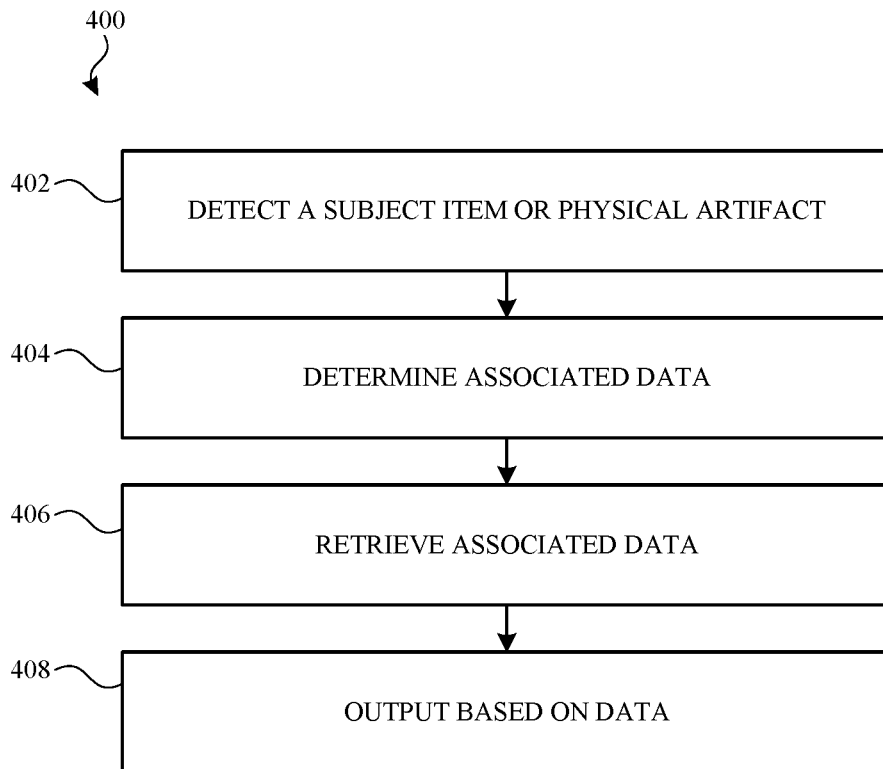 400
402
DETECT A SUBJECT ITEM OR PHYSICAL ARTIFACT
404
DETERMINE ASSOCIATED DATA
406
RETRIEVE ASSOCIATED DATA
408
OUTPUT BASED ON DATA